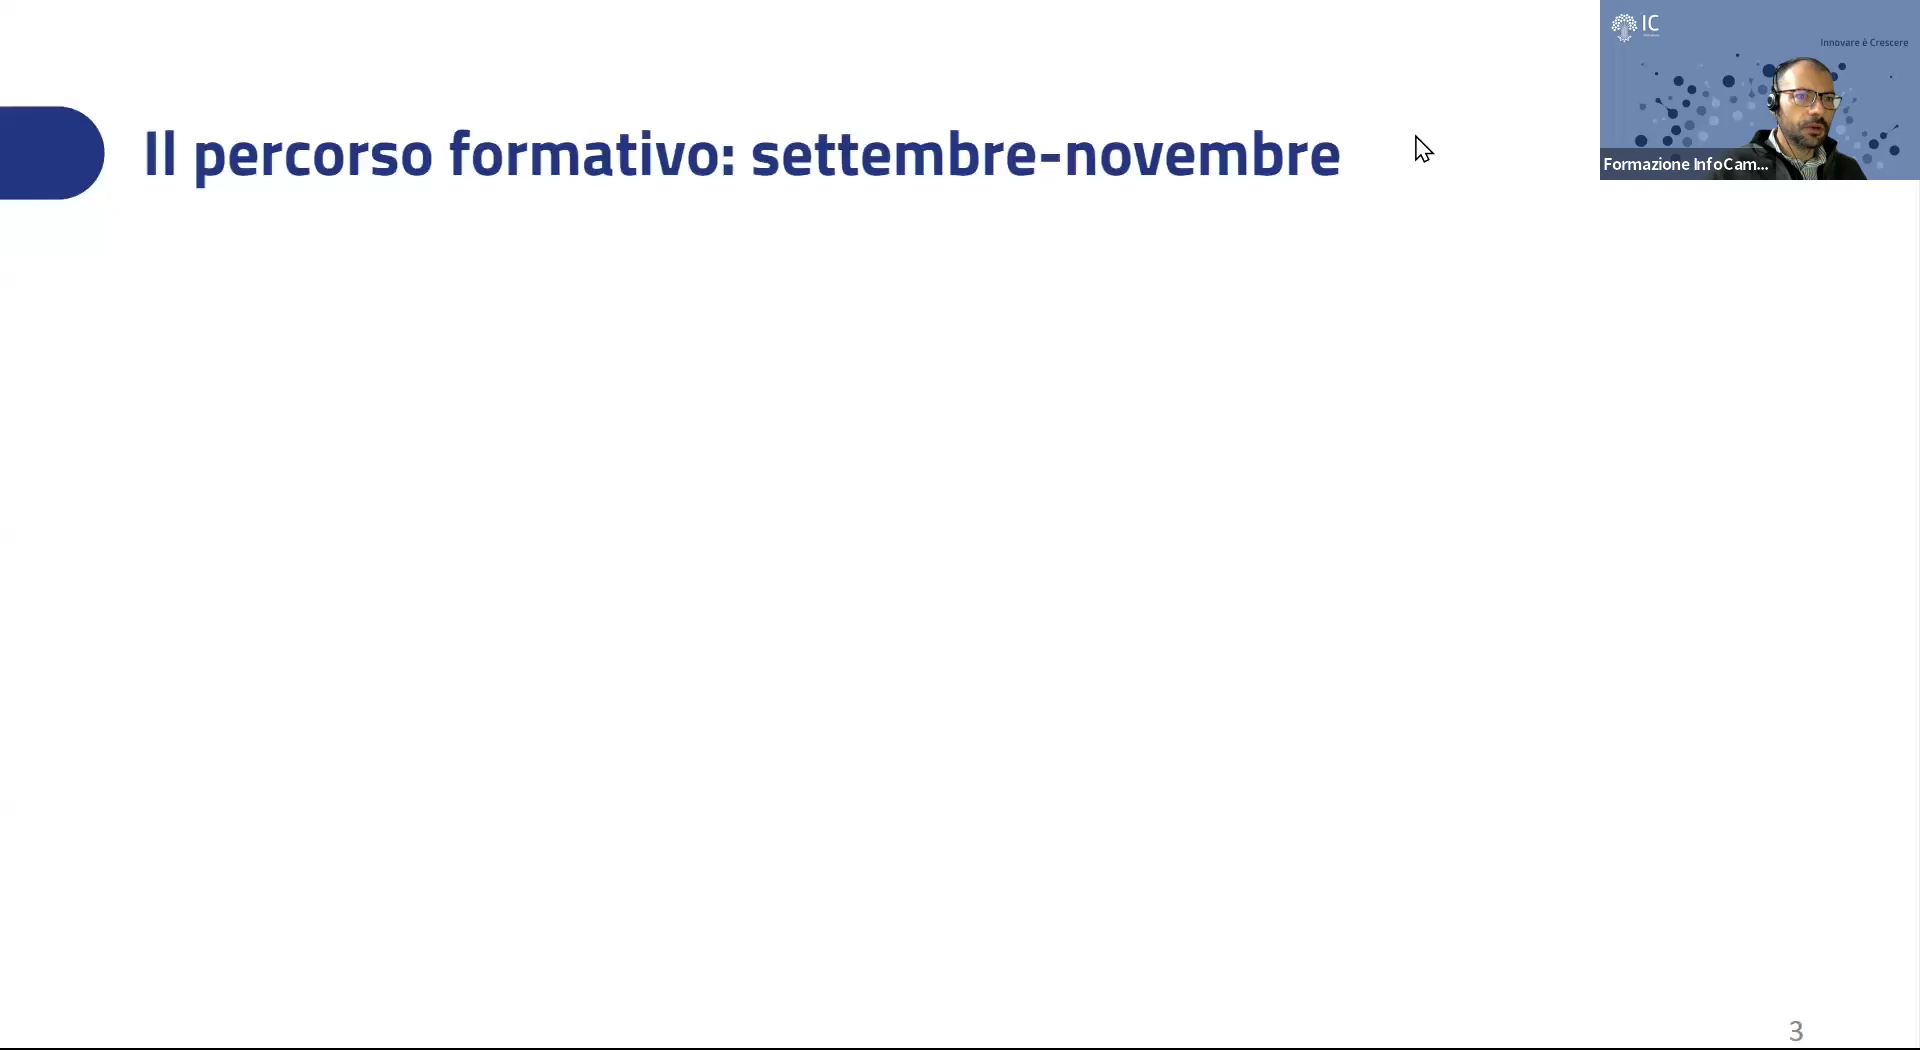 IC
Innovare è Crescere
Il percorso formativo: settembre-novembre
Formazione InfoCam...
3